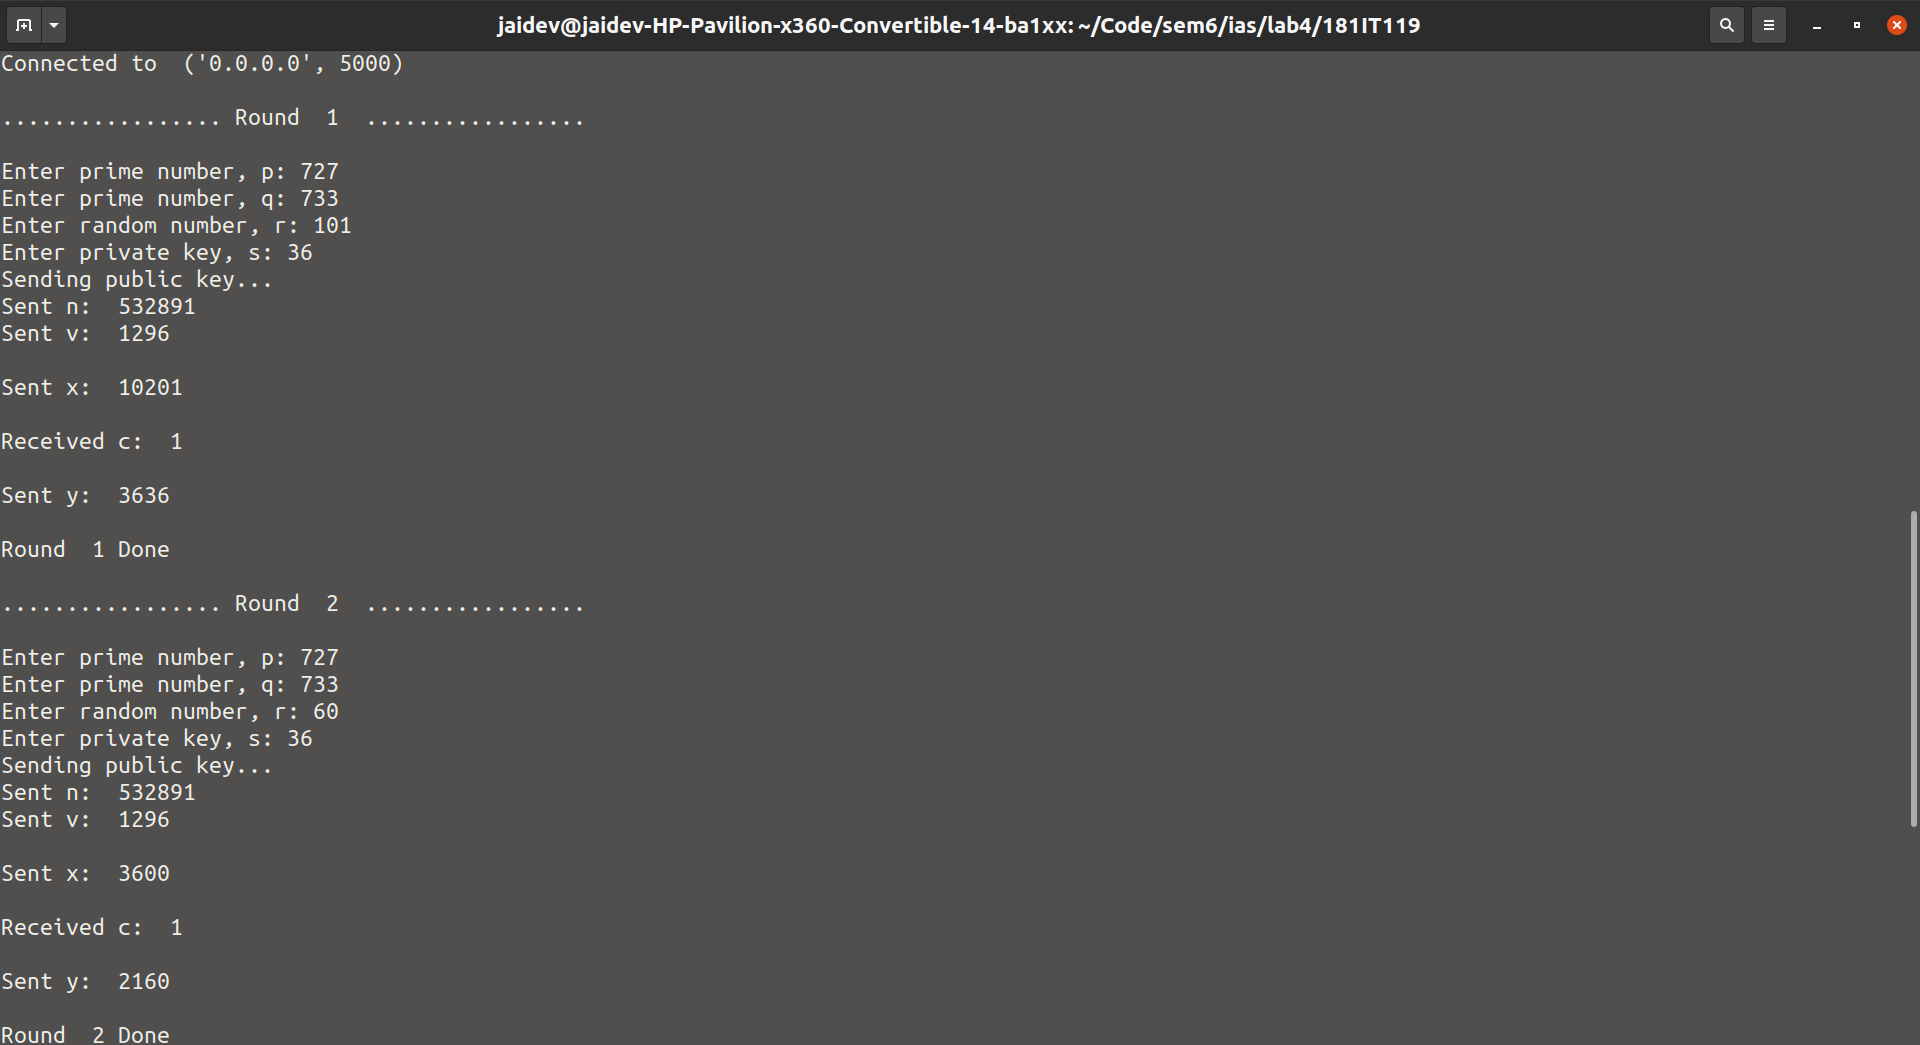 jaidev@jaidev-HP-Pavilion-x360-Convertible-14-ba1xx: ~/Code/sem6/ias/lab4/181IT119
Connected to  ('0.0.0.0', 5000)
................. Round  1  .................
Enter prime number, p: 727
Enter prime number, q: 733
Enter random number, r: 101
Enter private key, s: 36
Sending public key...
Sent n:  532891
Sent v:  1296
Sent x:  10201
Received c:  1
Sent y:  3636
Round  1 Done
................. Round  2  .................
Enter prime number, p: 727
Enter prime number, q: 733
Enter random number, r: 60
Enter private key, s: 36
Sending public key...
Sent n:  532891
Sent v:  1296
Sent x:  3600
Received c:  1
Sent y:  2160
Round  2 Done